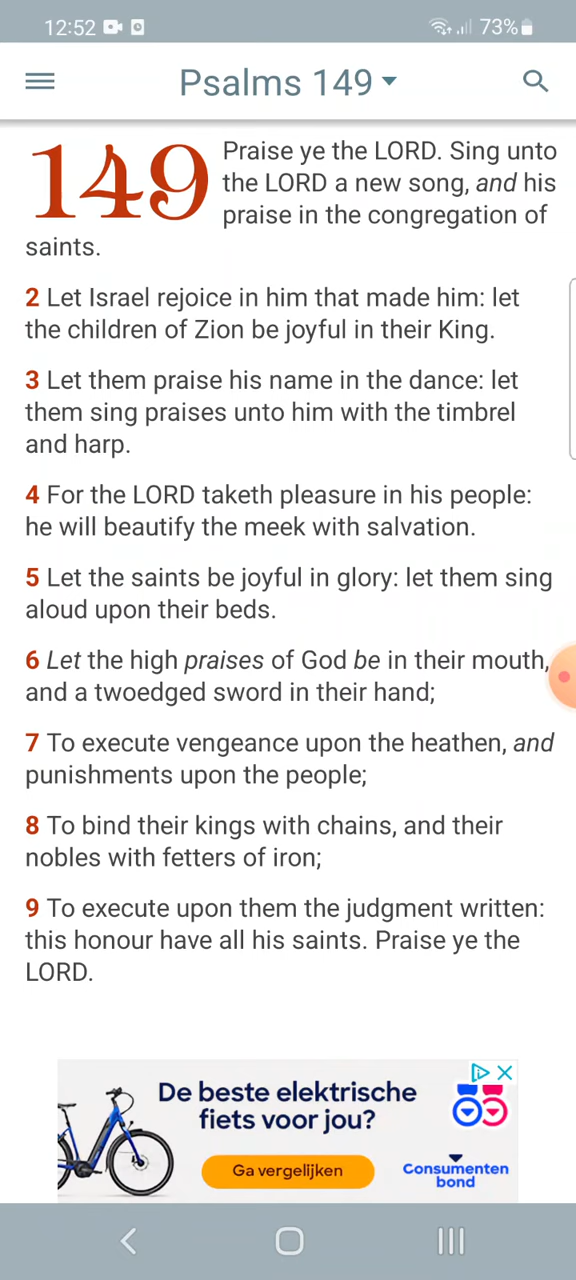 12:52
73%
Psalms 149
149 Praise ye the LORD. Sing unto
the LORD a new song, and his
praise in the congregation of
saints.
2 Let Israel rejoice in him that made him: let
the children of Zion be joyful in their King.
3 Let them praise his name in the dance: let
them sing praises unto him with the timbrel
and harp.
4 For the LORD taketh pleasure in his people:
he will beautify the meek with salvation.
5 Let the saints be joyful in glory: let them sing
aloud upon their beds.
6 Let the high praises of God be in their mouth,
and a twoedged sword in their hand;
7 To execute vengeance upon the heathen, and
punishments upon the people;
8 To bind their kings with chains, and their
nobles with fetters of iron;
9 To execute upon them the judgment written:
this honour have all his saints. Praise ye the
LORD.
De beste elektrische
fiets voor jou?
Ga vergelijken
Consumenten
bond